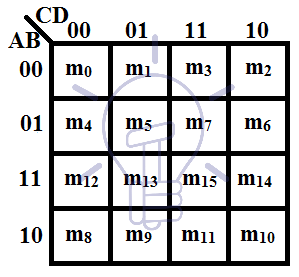 CD
AB 00 01 11 10
00 m₀ m₁ m₃ m₂
01 m₄ m₅ m₇ m₆
11 m₁₂ m₁₃ m₁₅ m₁₄
10 m₈ m₉ m₁₁ m₁₀